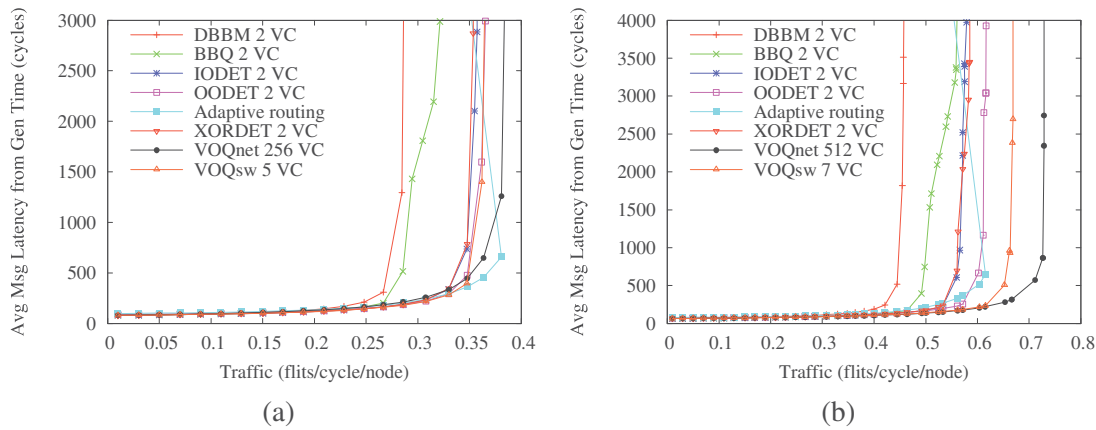 Avg Msg Latency from Gen Time (cycles)
3000
2500
2000
1500
1000
500
0
DBBM 2 VC
BBQ 2 VC
IODET 2 VC
OODET 2 VC
Adaptive routing
XORDET 2 VC
VOQnet 256 VC
VOQsw 5 VC
0 0.05 0.1 0.15 0.2 0.25 0.3 0.35 0.4
Traffic (flits/cycle/node)
(a)
Avg Msg Latency from Gen Time (cycles)
4000
3500
3000
2500
2000
1500
1000
500
0
DBBM 2 VC
BBQ 2 VC
IODET 2 VC
OODET 2 VC
Adaptive routing
XORDET 2 VC
VOQnet 512 VC
VOQsw 7 VC
0 0.1 0.2 0.3 0.4 0.5 0.6 0.7 0.8
Traffic (flits/cycle/node)
(b)